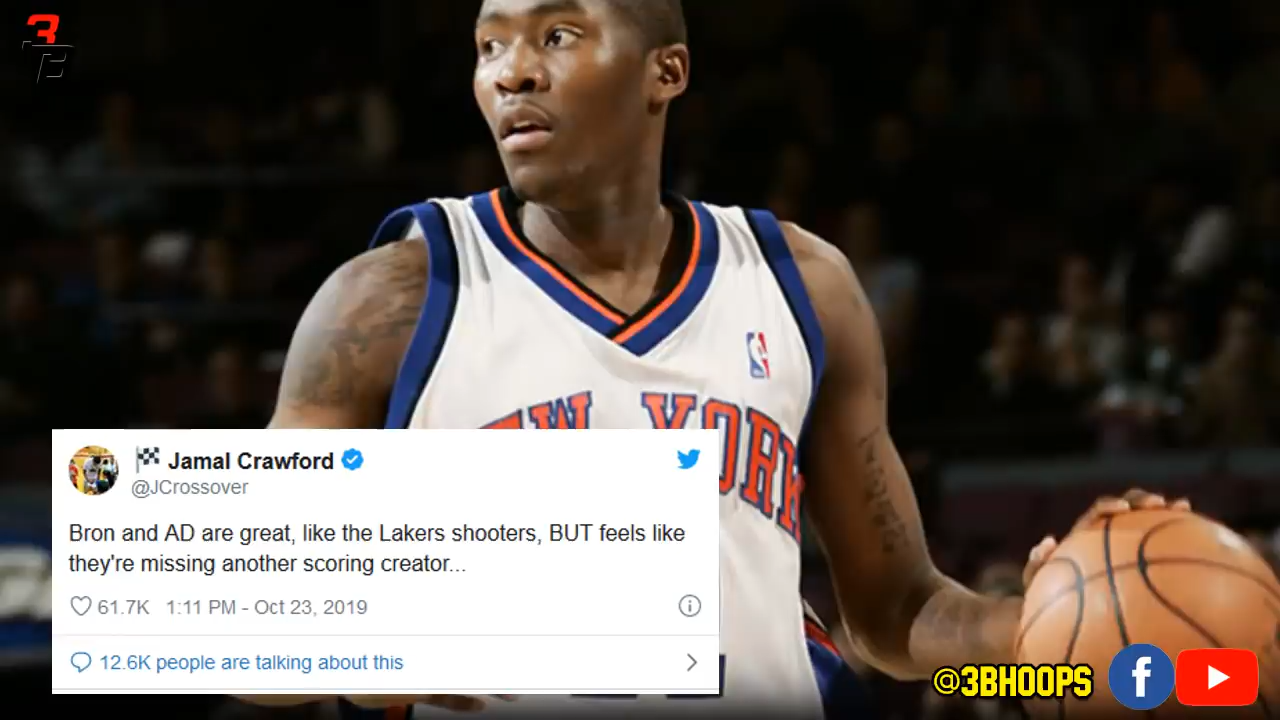 3
B
NEW YORK
Jamal Crawford
@JCrossover
Bron and AD are great, like the Lakers shooters, BUT feels like
they're missing another scoring creator...
61.7K 1:11 PM - Oct 23, 2019
12.6K people are talking about this
@3BHOOPS